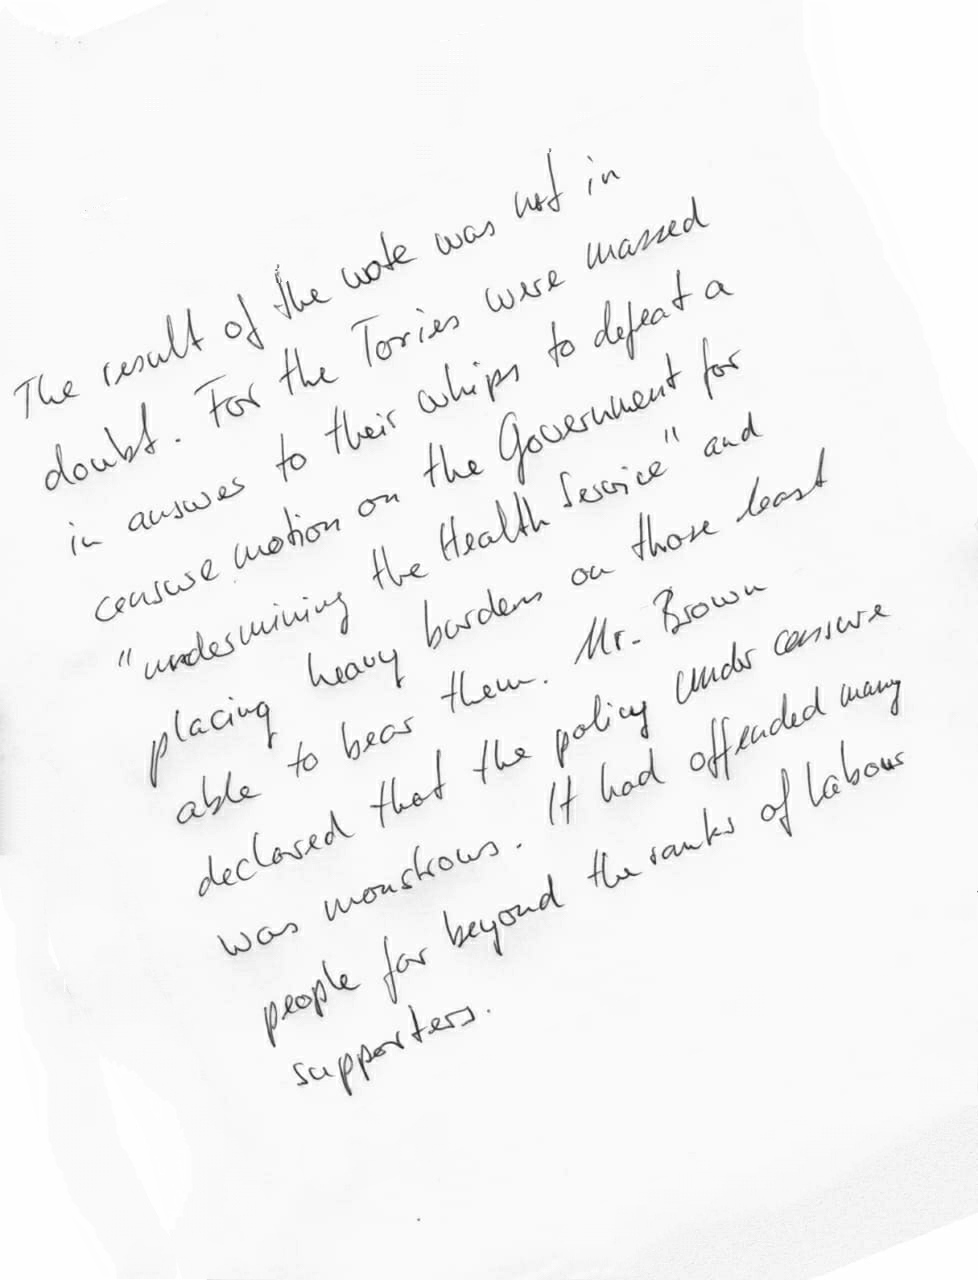 The result of the vote was not in
doubt. For the Tories were massed
in answer to their whips to defeat a
censure motion on the Government for
"undermining the Health Service" and
placing heavy burdens on those least
able to bear them. Mr. Brown
declared that the policy under censure
was monstrous. It had offended many
people far beyond the ranks of Labour
supporters.